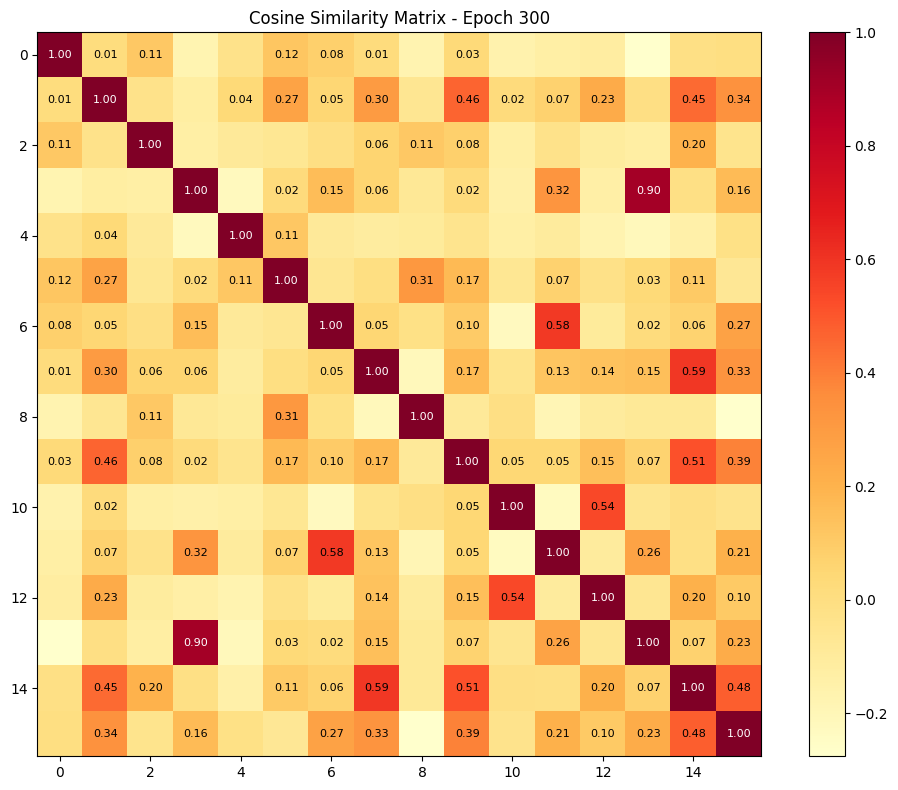 Cosine Similarity Matrix - Epoch 300
0 1.00 0.01 0.11 0.12 0.08 0.01 0.03
0.01 1.00 0.04 0.27 0.05 0.30 0.46 0.02 0.07 0.23 0.45 0.34
2 0.11 1.00 0.06 0.11 0.08 0.20
1.00 0.02 0.15 0.06 0.02 0.32 0.90 0.16
4 0.04 1.00 0.11
0.12 0.27 0.02 0.11 1.00 0.31 0.17 0.07 0.03 0.11
6 0.08 0.05 0.15 1.00 0.05 0.10 0.58 0.02 0.06 0.27
0.01 0.30 0.06 0.06 0.05 1.00 0.17 0.13 0.14 0.15 0.59 0.33
8 0.11 0.31 1.00
0.03 0.46 0.08 0.02 0.17 0.10 0.17 1.00 0.05 0.05 0.15 0.07 0.51 0.39
10 0.02 0.05 1.00 0.54
0.07 0.32 0.07 0.58 0.13 0.05 1.00 0.26 0.21
12 0.23 0.14 0.15 0.54 1.00 0.20 0.10
0.90 0.03 0.02 0.15 0.07 0.26 1.00 0.07 0.23
14 0.45 0.20 0.11 0.06 0.59 0.51 0.20 0.07 1.00 0.48
0.34 0.16 0.27 0.33 0.39 0.21 0.10 0.23 0.48 1.00
0 2 4 6 8 10 12 14
1.0
0.8
0.6
0.4
0.2
0.0
−0.2